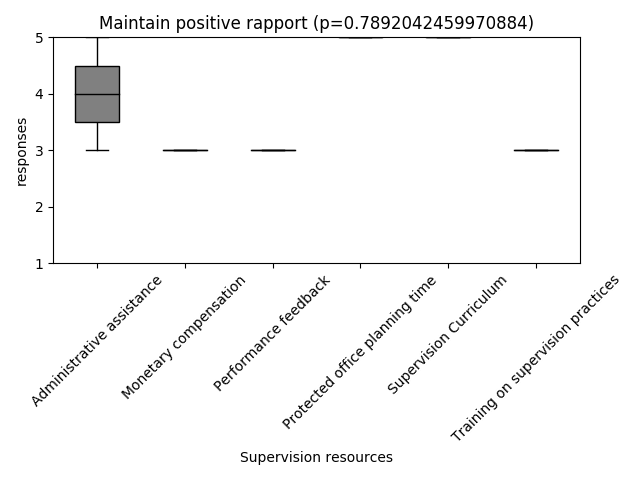 Maintain positive rapport (p=0.7892042459970884)
responses
5
4
3
2
1
Administrative assistance
Monetary compensation
Performance feedback
Protected office planning time
Supervision Curriculum
Training on supervision practices
Supervision resources